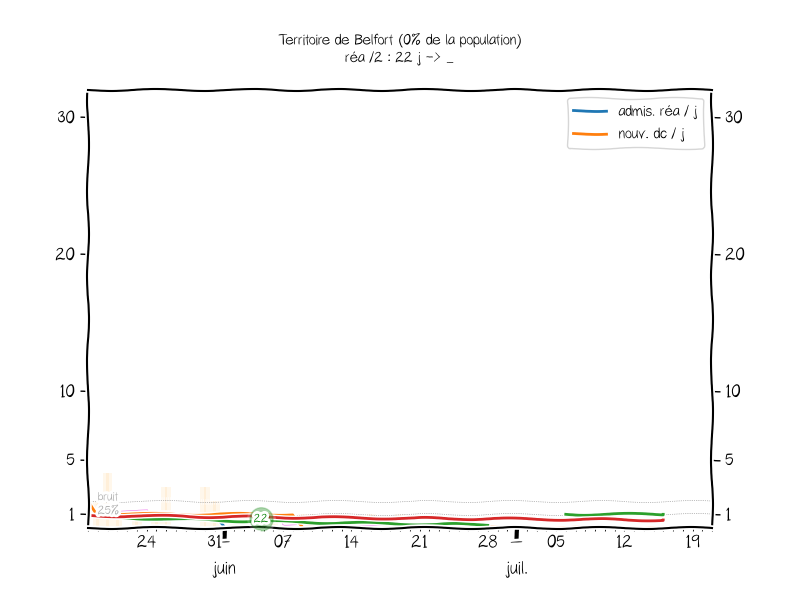 Territoire de Belfort (0% de la population)
réa /2 : 22 j -> _
admis. réa / j
nouv. dc / j
30 30
20 20
10 10
5 5
bruit
25%
22
1 1
24 31 07 14 21 28 05 12 19
juin juil.